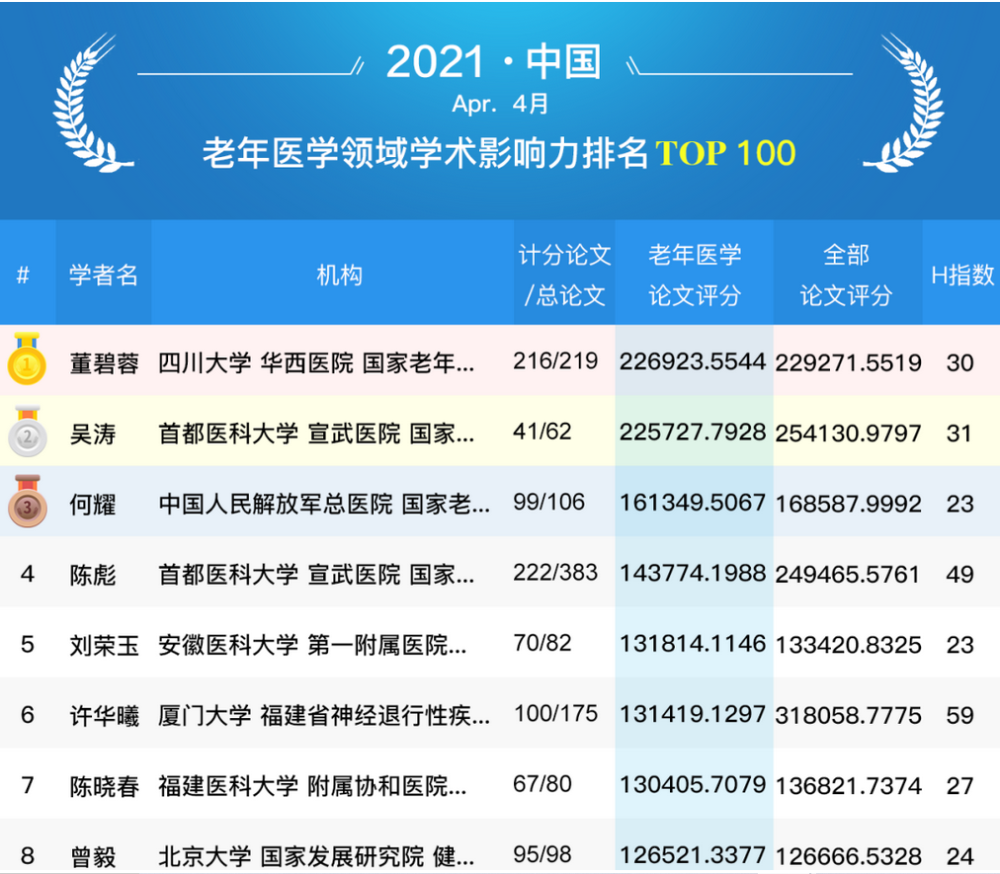 2021·中国
Apr. 4月
老年医学领域学术影响力排名TOP 100
# 学者名 机构 计分论文/总论文 老年医学论文评分 全部论文评分 H指数
1 董碧蓉 四川大学 华西医院 国家老年... 216/219 226923.5544 229271.5519 30
2 吴涛 首都医科大学 宣武医院 国家... 41/62 225727.7928 254130.9797 31
3 何耀 中国人民解放军总医院 国家老... 99/106 161349.5067 168587.9992 23
4 陈彪 首都医科大学 宣武医院 国家... 222/383 143774.1988 249465.5761 49
5 刘荣玉 安徽医科大学 第一附属医院... 70/82 131814.1146 133420.8325 23
6 许华曦 厦门大学 福建省神经退行性疾... 100/175 131419.1297 318058.7775 59
7 陈晓春 福建医科大学 附属协和医院... 67/80 130405.7079 136821.7374 27
8 曾毅 北京大学 国家发展研究院 健... 95/98 126521.3377 126666.5328 24